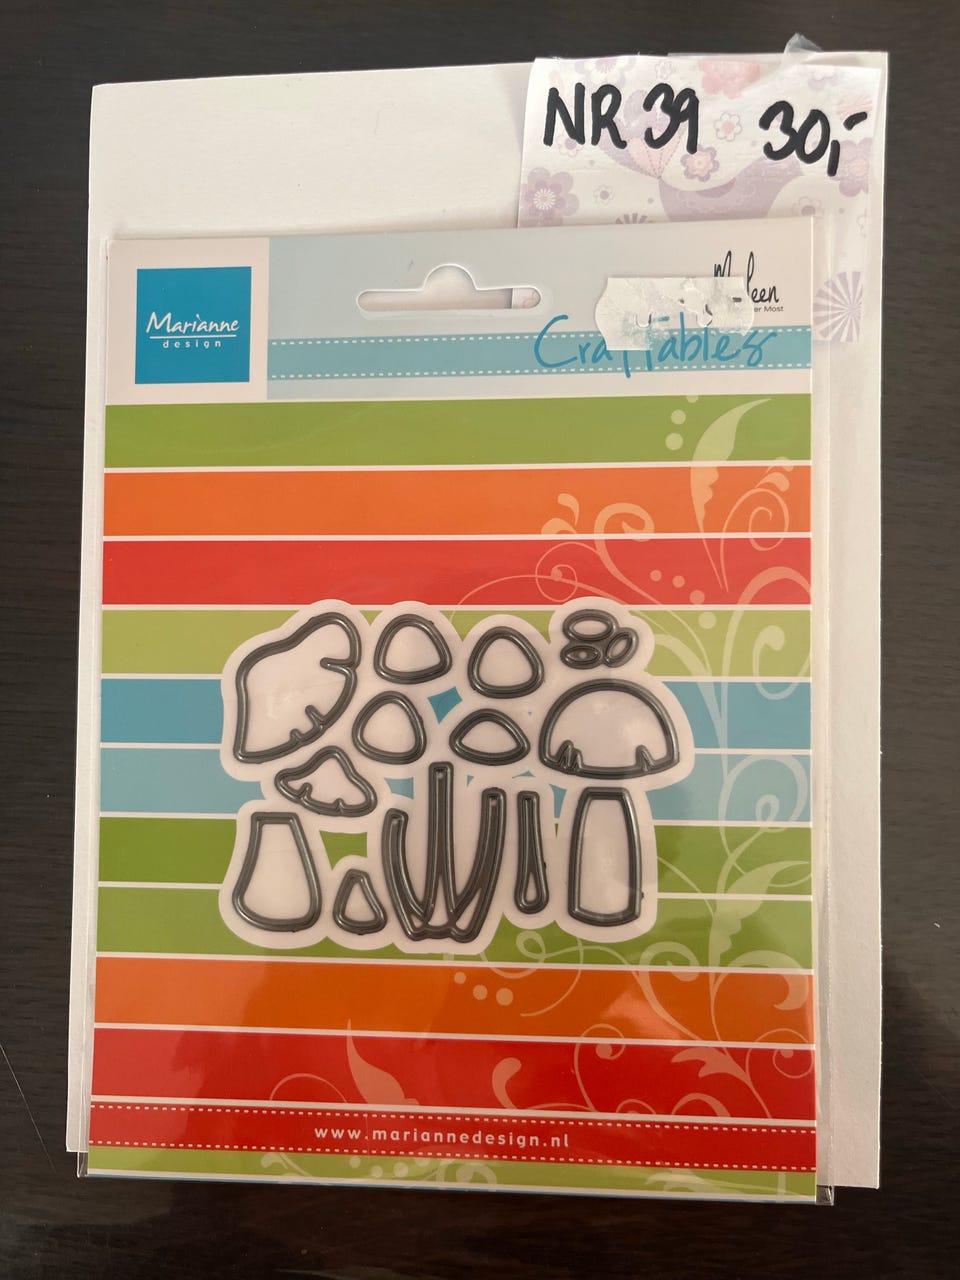 NR 39 30,-
Marianne
design
Craftables
www.mariannedesign.nl